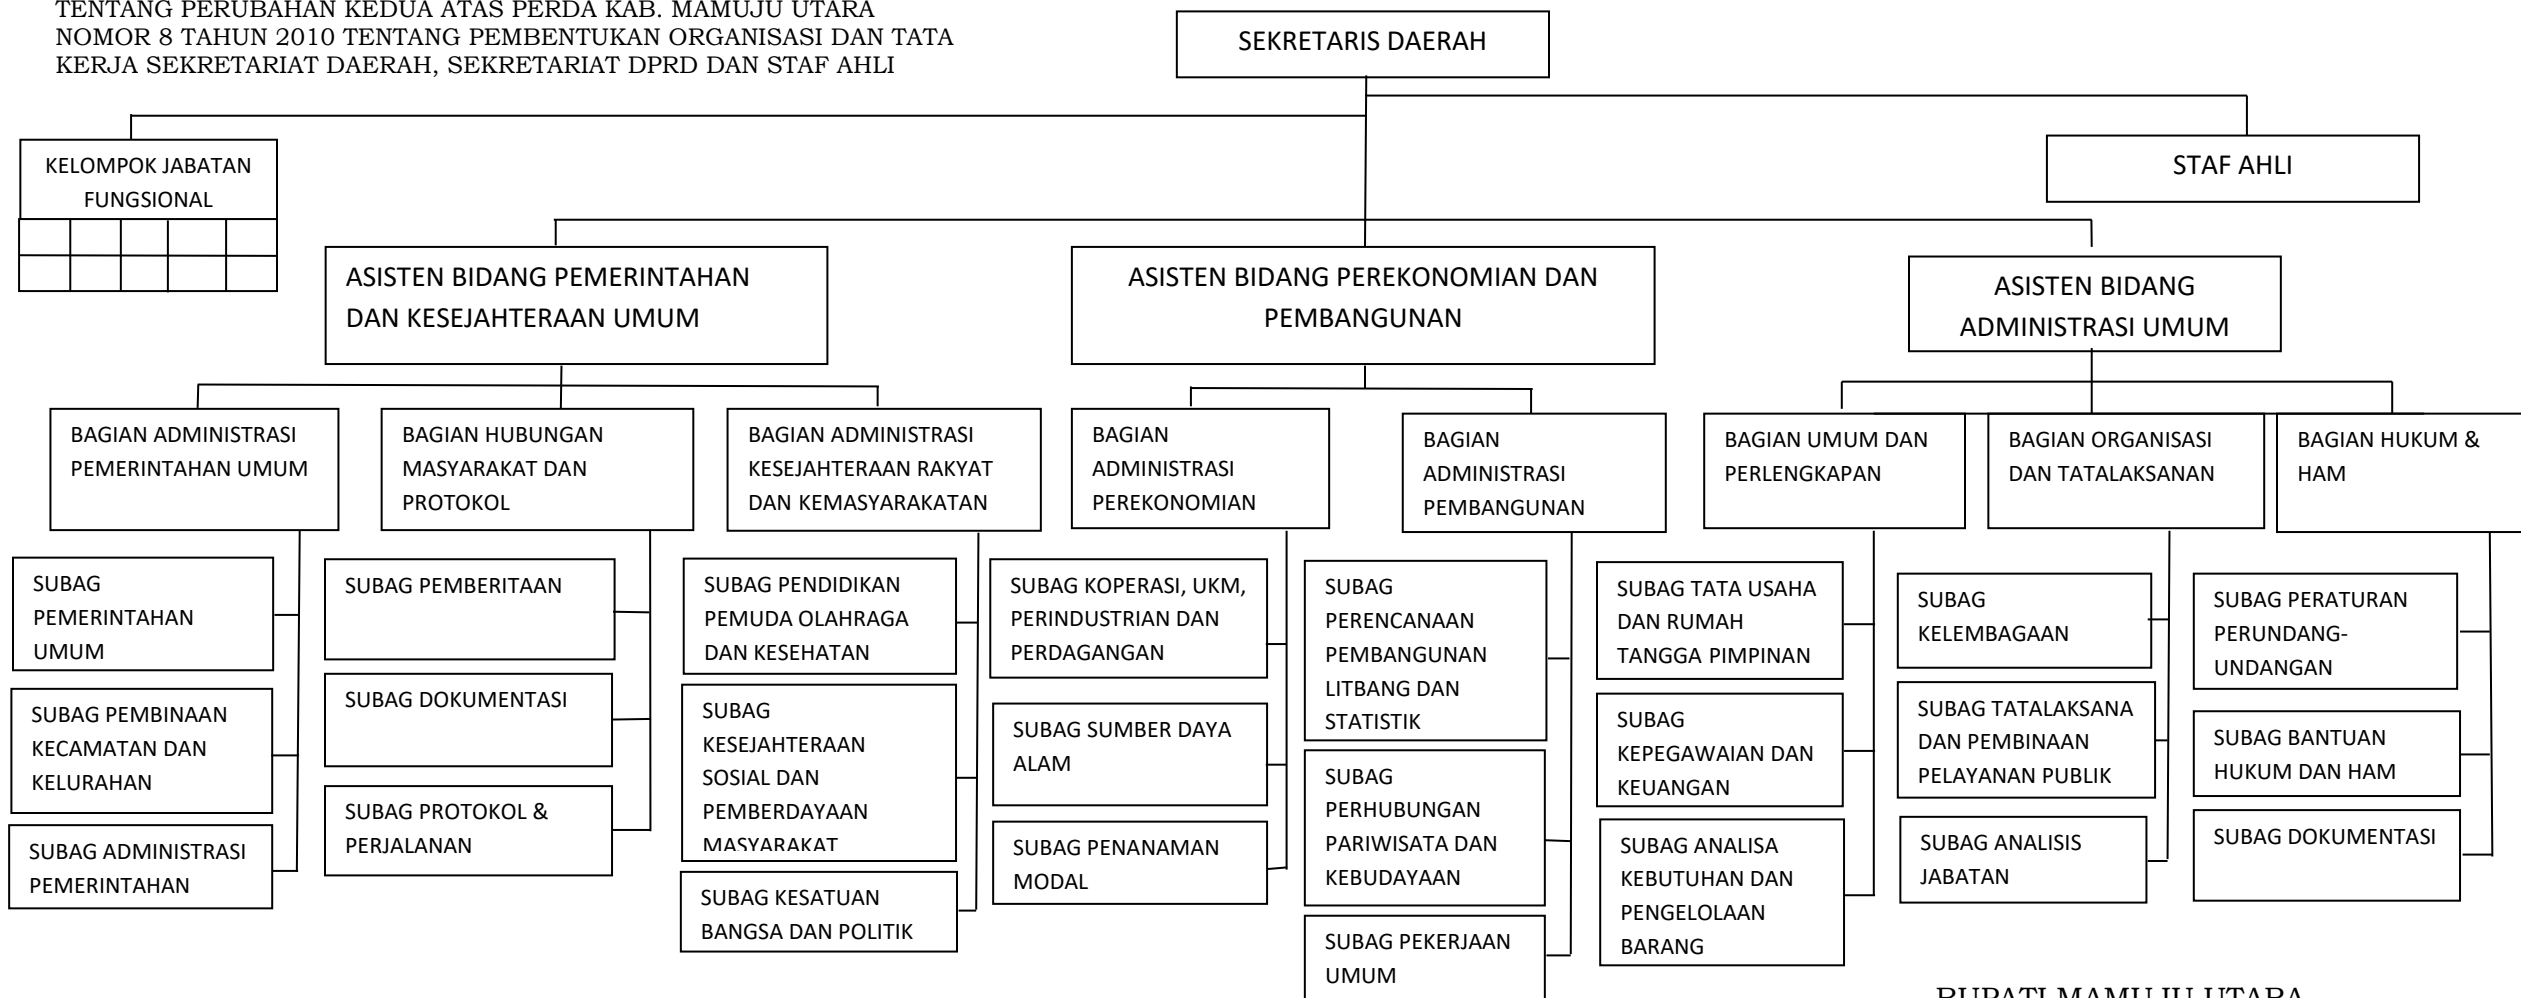 TENTANG PERUBAHAN KEDUA ATAS PERDA KAB. MAMUJU UTARA
NOMOR 8 TAHUN 2010 TENTANG PEMBENTUKAN ORGANISASI DAN TATA
KERJA SEKRETARIAT DAERAH, SEKRETARIAT DPRD DAN STAF AHLI
SEKRETARIS DAERAH
KELOMPOK JABATAN
FUNGSIONAL
STAF AHLI
ASISTEN BIDANG PEMERINTAHAN
DAN KESEJAHTERAAN UMUM
ASISTEN BIDANG PEREKONOMIAN DAN
PEMBANGUNAN
ASISTEN BIDANG
ADMINISTRASI UMUM
BAGIAN ADMINISTRASI
PEMERINTAHAN UMUM
BAGIAN HUBUNGAN
MASYARAKAT DAN
PROTOKOL
BAGIAN ADMINISTRASI
KESEJAHTERAAN RAKYAT
DAN KEMASYARAKATAN
BAGIAN
ADMINISTRASI
PEREKONOMIAN
BAGIAN
ADMINISTRASI
PEMBANGUNAN
BAGIAN UMUM DAN
PERLENGKAPAN
BAGIAN ORGANISASI
DAN TATALAKSANAN
BAGIAN HUKUM &
HAM
SUBAG
PEMERINTAHAN
UMUM
SUBAG PEMBINAAN
KECAMATAN DAN
KELURAHAN
SUBAG ADMINISTRASI
PEMERINTAHAN
SUBAG PEMBERITAAN
SUBAG DOKUMENTASI
SUBAG PROTOKOL &
PERJALANAN
SUBAG PENDIDIKAN
PEMUDA OLAHRAGA
DAN KESEHATAN
SUBAG
KESEJAHTERAAN
SOSIAL DAN
PEMBERDAYAAN
MASYARAKAT
SUBAG KESATUAN
BANGSA DAN POLITIK
SUBAG KOPERASI, UKM,
PERINDUSTRIAN DAN
PERDAGANGAN
SUBAG SUMBER DAYA
ALAM
SUBAG PENANAMAN
MODAL
SUBAG
PERENCANAAN
PEMBANGUNAN
LITBANG DAN
STATISTIK
SUBAG
PERHUBUNGAN
PARIWISATA DAN
KEBUDAYAAN
SUBAG PEKERJAAN
UMUM
SUBAG TATA USAHA
DAN RUMAH
TANGGA PIMPINAN
SUBAG
KEPEGAWAIAN DAN
KEUANGAN
SUBAG ANALISA
KEBUTUHAN DAN
PENGELOLAAN
BARANG
SUBAG
KELEMBAGAAN
SUBAG TATALAKSANA
DAN PEMBINAAN
PELAYANAN PUBLIK
SUBAG ANALISIS
JABATAN
SUBAG PERATURAN
PERUNDANG-
UNDANGAN
SUBAG BANTUAN
HUKUM DAN HAM
SUBAG DOKUMENTASI
BUPATI MAMUJU UTARA